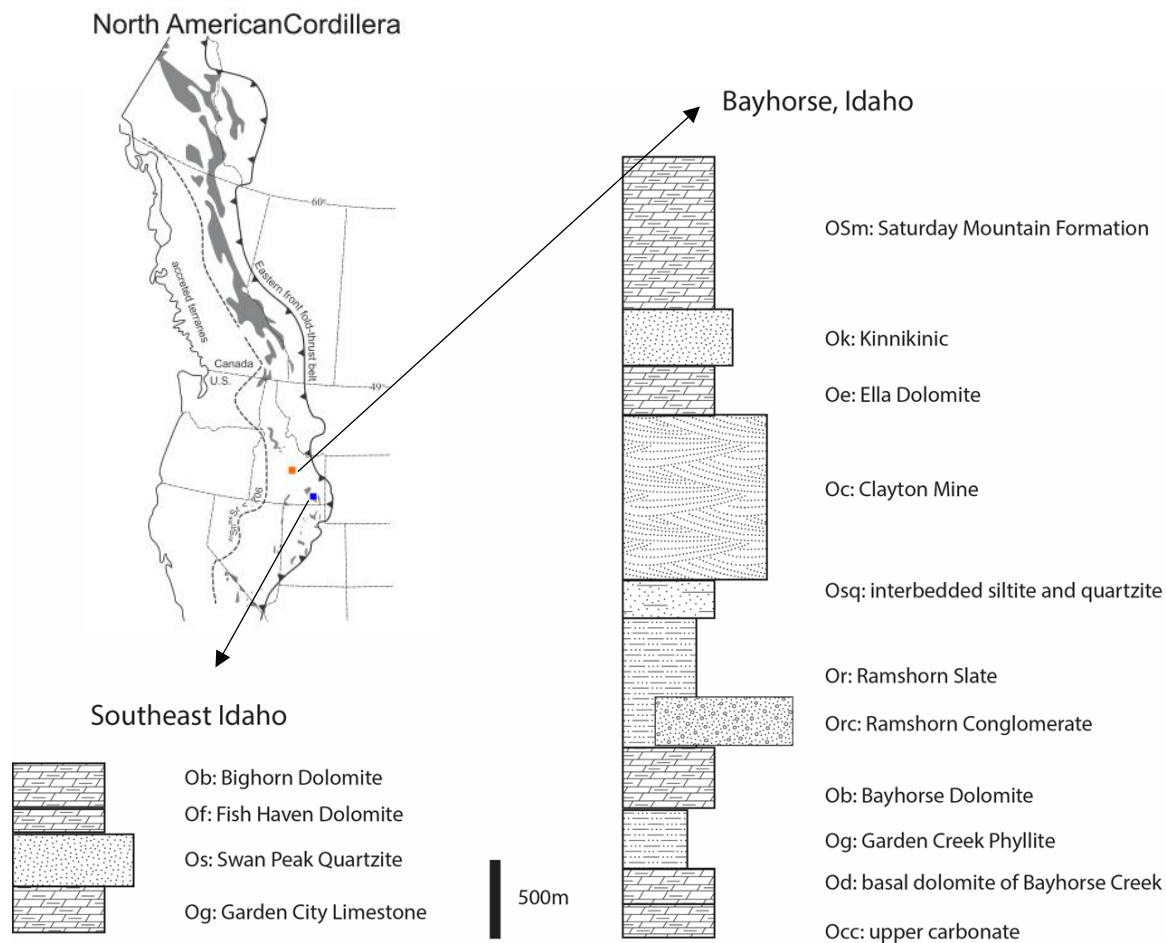 North AmericanCordillera
60°
accreted terranes
Eastern front fold-thrust belt
Canada
U.S.
49°
Bayhorse, Idaho
OSm: Saturday Mountain Formation
Ok: Kinnikinic
Oe: Ella Dolomite
Oc: Clayton Mine
Osq: interbedded siltite and quartzite
Or: Ramshorn Slate
Orc: Ramshorn Conglomerate
Ob: Bayhorse Dolomite
Og: Garden Creek Phyllite
Od: basal dolomite of Bayhorse Creek
Occ: upper carbonate
Southeast Idaho
Ob: Bighorn Dolomite
Of: Fish Haven Dolomite
Os: Swan Peak Quartzite
Og: Garden City Limestone
500m